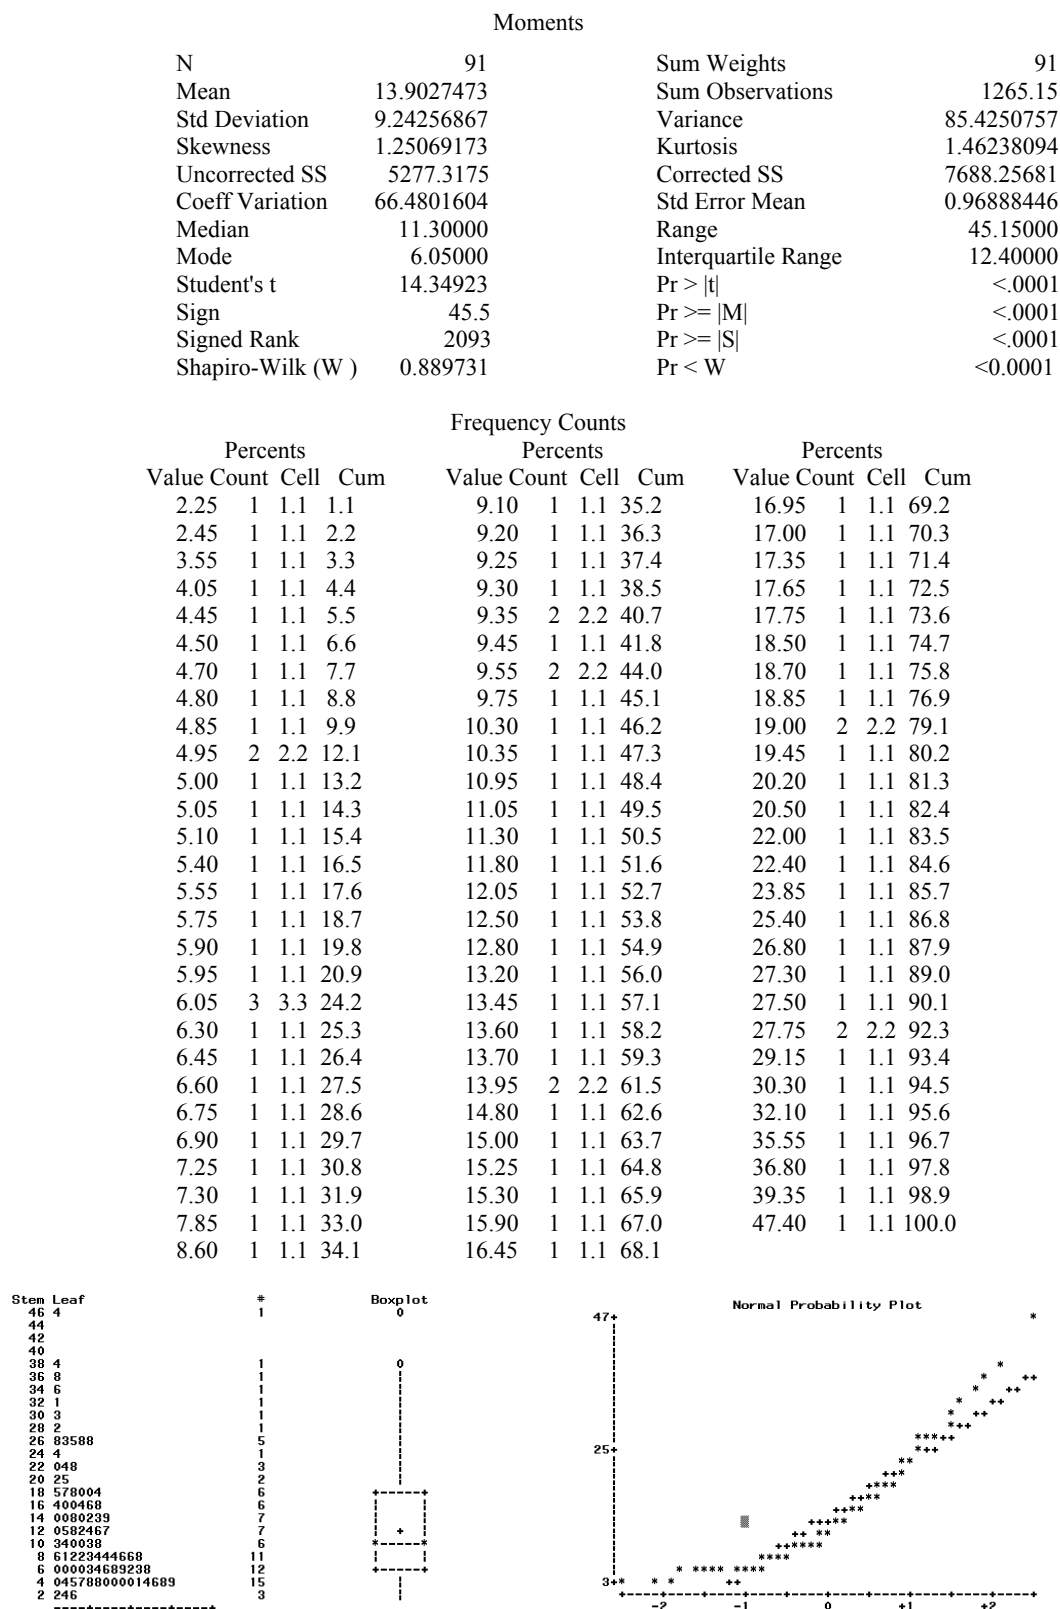 Moments
N 91 Sum Weights 91
Mean 13.9027473 Sum Observations 1265.15
Std Deviation 9.24256867 Variance 85.4250757
Skewness 1.25069173 Kurtosis 1.46238094
Uncorrected SS 5277.3175 Corrected SS 7688.25681
Coeff Variation 66.4801604 Std Error Mean 0.96888446
Median 11.30000 Range 45.15000
Mode 6.05000 Interquartile Range 12.40000
Student's t 14.34923 Pr > |t| <.0001
Sign 45.5 Pr >= |M| <.0001
Signed Rank 2093 Pr >= |S| <.0001
Shapiro-Wilk (W ) 0.889731 Pr < W <0.0001
Frequency Counts
Percents Percents Percents
Value Count Cell Cum Value Count Cell Cum Value Count Cell Cum
2.25 1 1.1 1.1 9.10 1 1.1 35.2 16.95 1 1.1 69.2
2.45 1 1.1 2.2 9.20 1 1.1 36.3 17.00 1 1.1 70.3
3.55 1 1.1 3.3 9.25 1 1.1 37.4 17.35 1 1.1 71.4
4.05 1 1.1 4.4 9.30 1 1.1 38.5 17.65 1 1.1 72.5
4.45 1 1.1 5.5 9.35 2 2.2 40.7 17.75 1 1.1 73.6
4.50 1 1.1 6.6 9.45 1 1.1 41.8 18.50 1 1.1 74.7
4.70 1 1.1 7.7 9.55 2 2.2 44.0 18.70 1 1.1 75.8
4.80 1 1.1 8.8 9.75 1 1.1 45.1 18.85 1 1.1 76.9
4.85 1 1.1 9.9 10.30 1 1.1 46.2 19.00 2 2.2 79.1
4.95 2 2.2 12.1 10.35 1 1.1 47.3 19.45 1 1.1 80.2
5.00 1 1.1 13.2 10.95 1 1.1 48.4 20.20 1 1.1 81.3
5.05 1 1.1 14.3 11.05 1 1.1 49.5 20.50 1 1.1 82.4
5.10 1 1.1 15.4 11.30 1 1.1 50.5 22.00 1 1.1 83.5
5.40 1 1.1 16.5 11.80 1 1.1 51.6 22.40 1 1.1 84.6
5.55 1 1.1 17.6 12.05 1 1.1 52.7 23.85 1 1.1 85.7
5.75 1 1.1 18.7 12.50 1 1.1 53.8 25.40 1 1.1 86.8
5.90 1 1.1 19.8 12.80 1 1.1 54.9 26.80 1 1.1 87.9
5.95 1 1.1 20.9 13.20 1 1.1 56.0 27.30 1 1.1 89.0
6.05 3 3.3 24.2 13.45 1 1.1 57.1 27.50 1 1.1 90.1
6.30 1 1.1 25.3 13.60 1 1.1 58.2 27.75 2 2.2 92.3
6.45 1 1.1 26.4 13.70 1 1.1 59.3 29.15 1 1.1 93.4
6.60 1 1.1 27.5 13.95 2 2.2 61.5 30.30 1 1.1 94.5
6.75 1 1.1 28.6 14.80 1 1.1 62.6 32.10 1 1.1 95.6
6.90 1 1.1 29.7 15.00 1 1.1 63.7 35.55 1 1.1 96.7
7.25 1 1.1 30.8 15.25 1 1.1 64.8 36.80 1 1.1 97.8
7.30 1 1.1 31.9 15.30 1 1.1 65.9 39.35 1 1.1 98.9
7.85 1 1.1 33.0 15.90 1 1.1 67.0 47.40 1 1.1 100.0
8.60 1 1.1 34.1 16.45 1 1.1 68.1
Stem Leaf # Boxplot Normal Probability Plot
46 4 1 0 47+
44
42
40
38 4 1 0
36 8 1
34 6 1
32 1 1
30 3 1
28 2 1
26 83588 5
24 4 1 25+
22 048 3
20 25 2
18 578004 6
16 400468 6
14 0080239 7
12 0582467 7
10 340038 6
8 61223444668 11
6 000034689238 12
4 045788000014689 15 3+
2 246 3
-2 -1 0 +1 +2